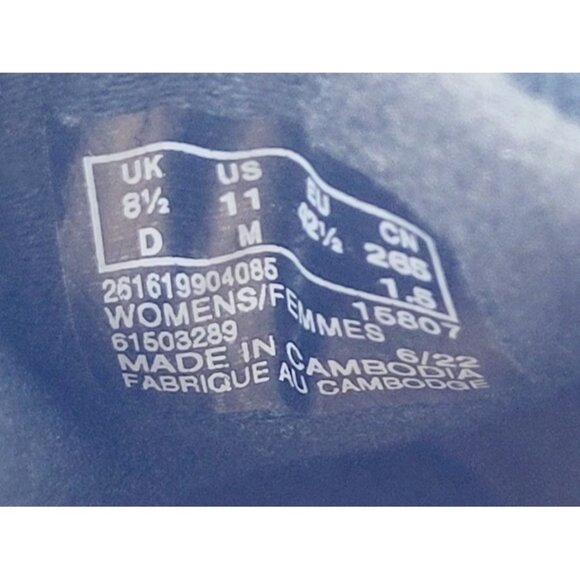 UK US EU CN
8½ 11 42½ 265
D M 1.5
261619904085
WOMENS/FEMMES 15807
61503289
MADE IN CAMBODIA 6/22
FABRIQUE AU CAMBODGE